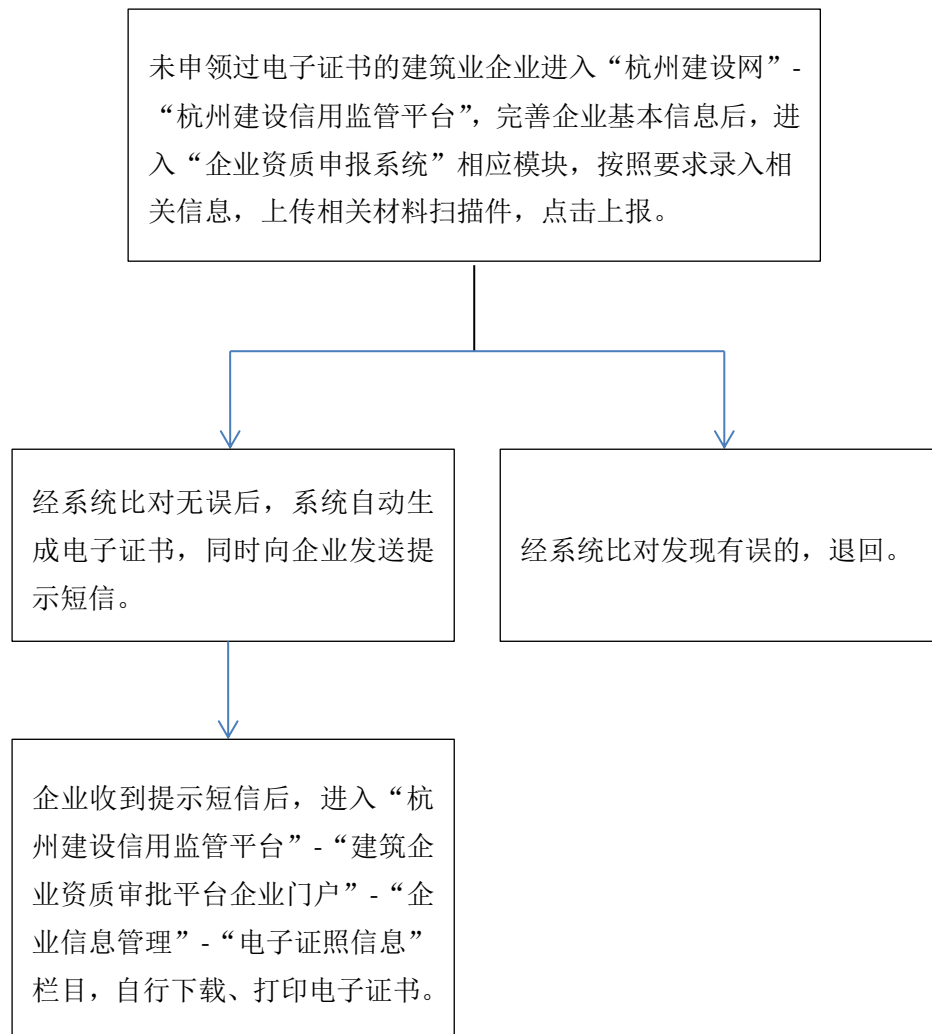 未申领过电子证书的建筑业企业进入“杭州建设网”-
“杭州建设信用监管平台”，完善企业基本信息后，进
入“企业资质申报系统”相应模块，按照要求录入相
关信息，上传相关材料扫描件，点击上报。
经系统比对无误后，系统自动生
成电子证书，同时向企业发送提
示短信。
经系统比对发现有误的，退回。
企业收到提示短信后，进入“杭
州建设信用监管平台”-“建筑企
业资质审批平台企业门户”-“企
业信息管理”-“电子证照信息”
栏目，自行下载、打印电子证书。